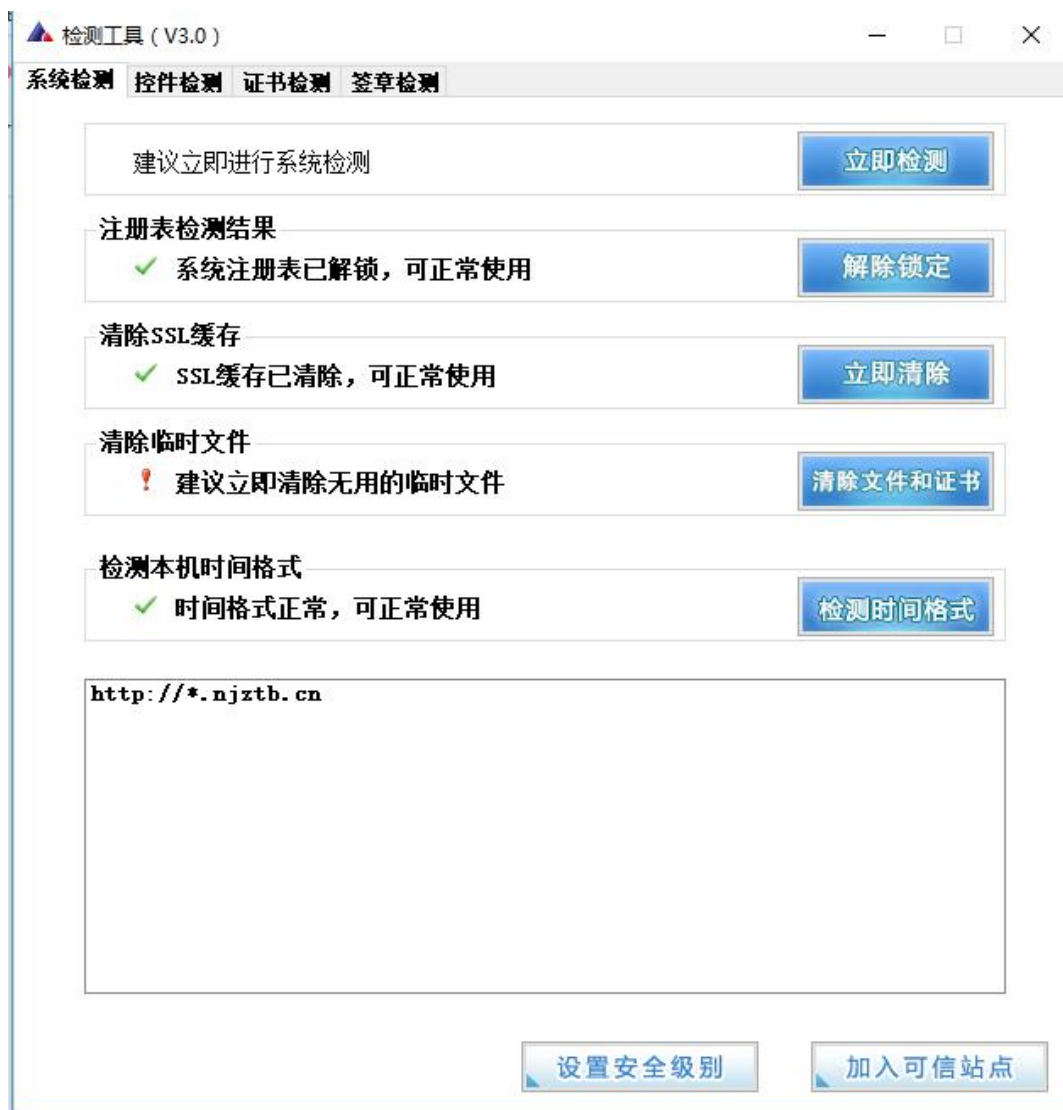 检测工具（V3.0）
系统检测 控件检测 证书检测 签章检测
建议立即进行系统检测 立即检测
注册表检测结果
系统注册表已解锁，可正常使用 解除锁定
清除SSL缓存
SSL缓存已清除，可正常使用 立即清除
清除临时文件
建议立即清除无用的临时文件 清除文件和证书
检测本机时间格式
时间格式正常，可正常使用 检测时间格式
http://*.njztb.cn
设置安全级别 加入可信站点